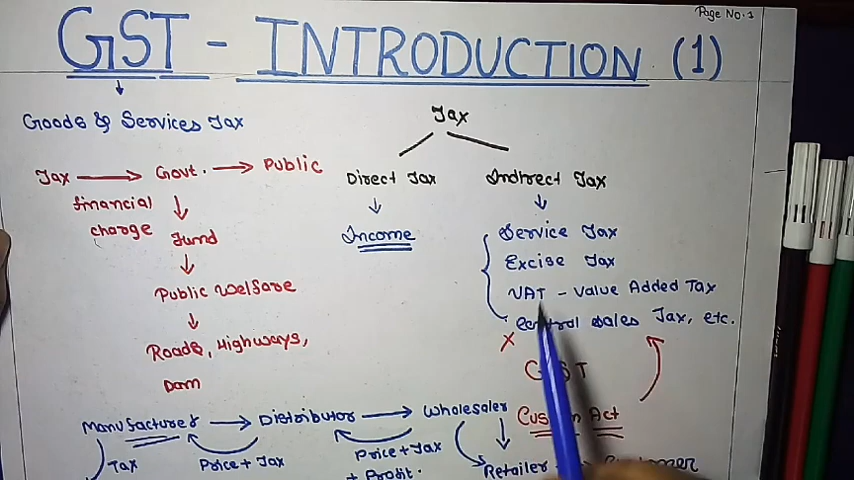 Page No. 1
GST - INTRODUCTION (1)
Goods & Services Tax
Tax
Tax → Govt. → Public
Direct Tax
Indirect Tax
financial
charge
Fund
Income
Service Tax
Excise Tax
VAT - Value Added Tax
Sales Tax, etc.
Public Welfare
Roads, Highways,
Dam
X
Manufacturer → Distributor → Wholesaler
Act
Tax
Price + Tax
Price + Tax
+ Profit.
Retailer